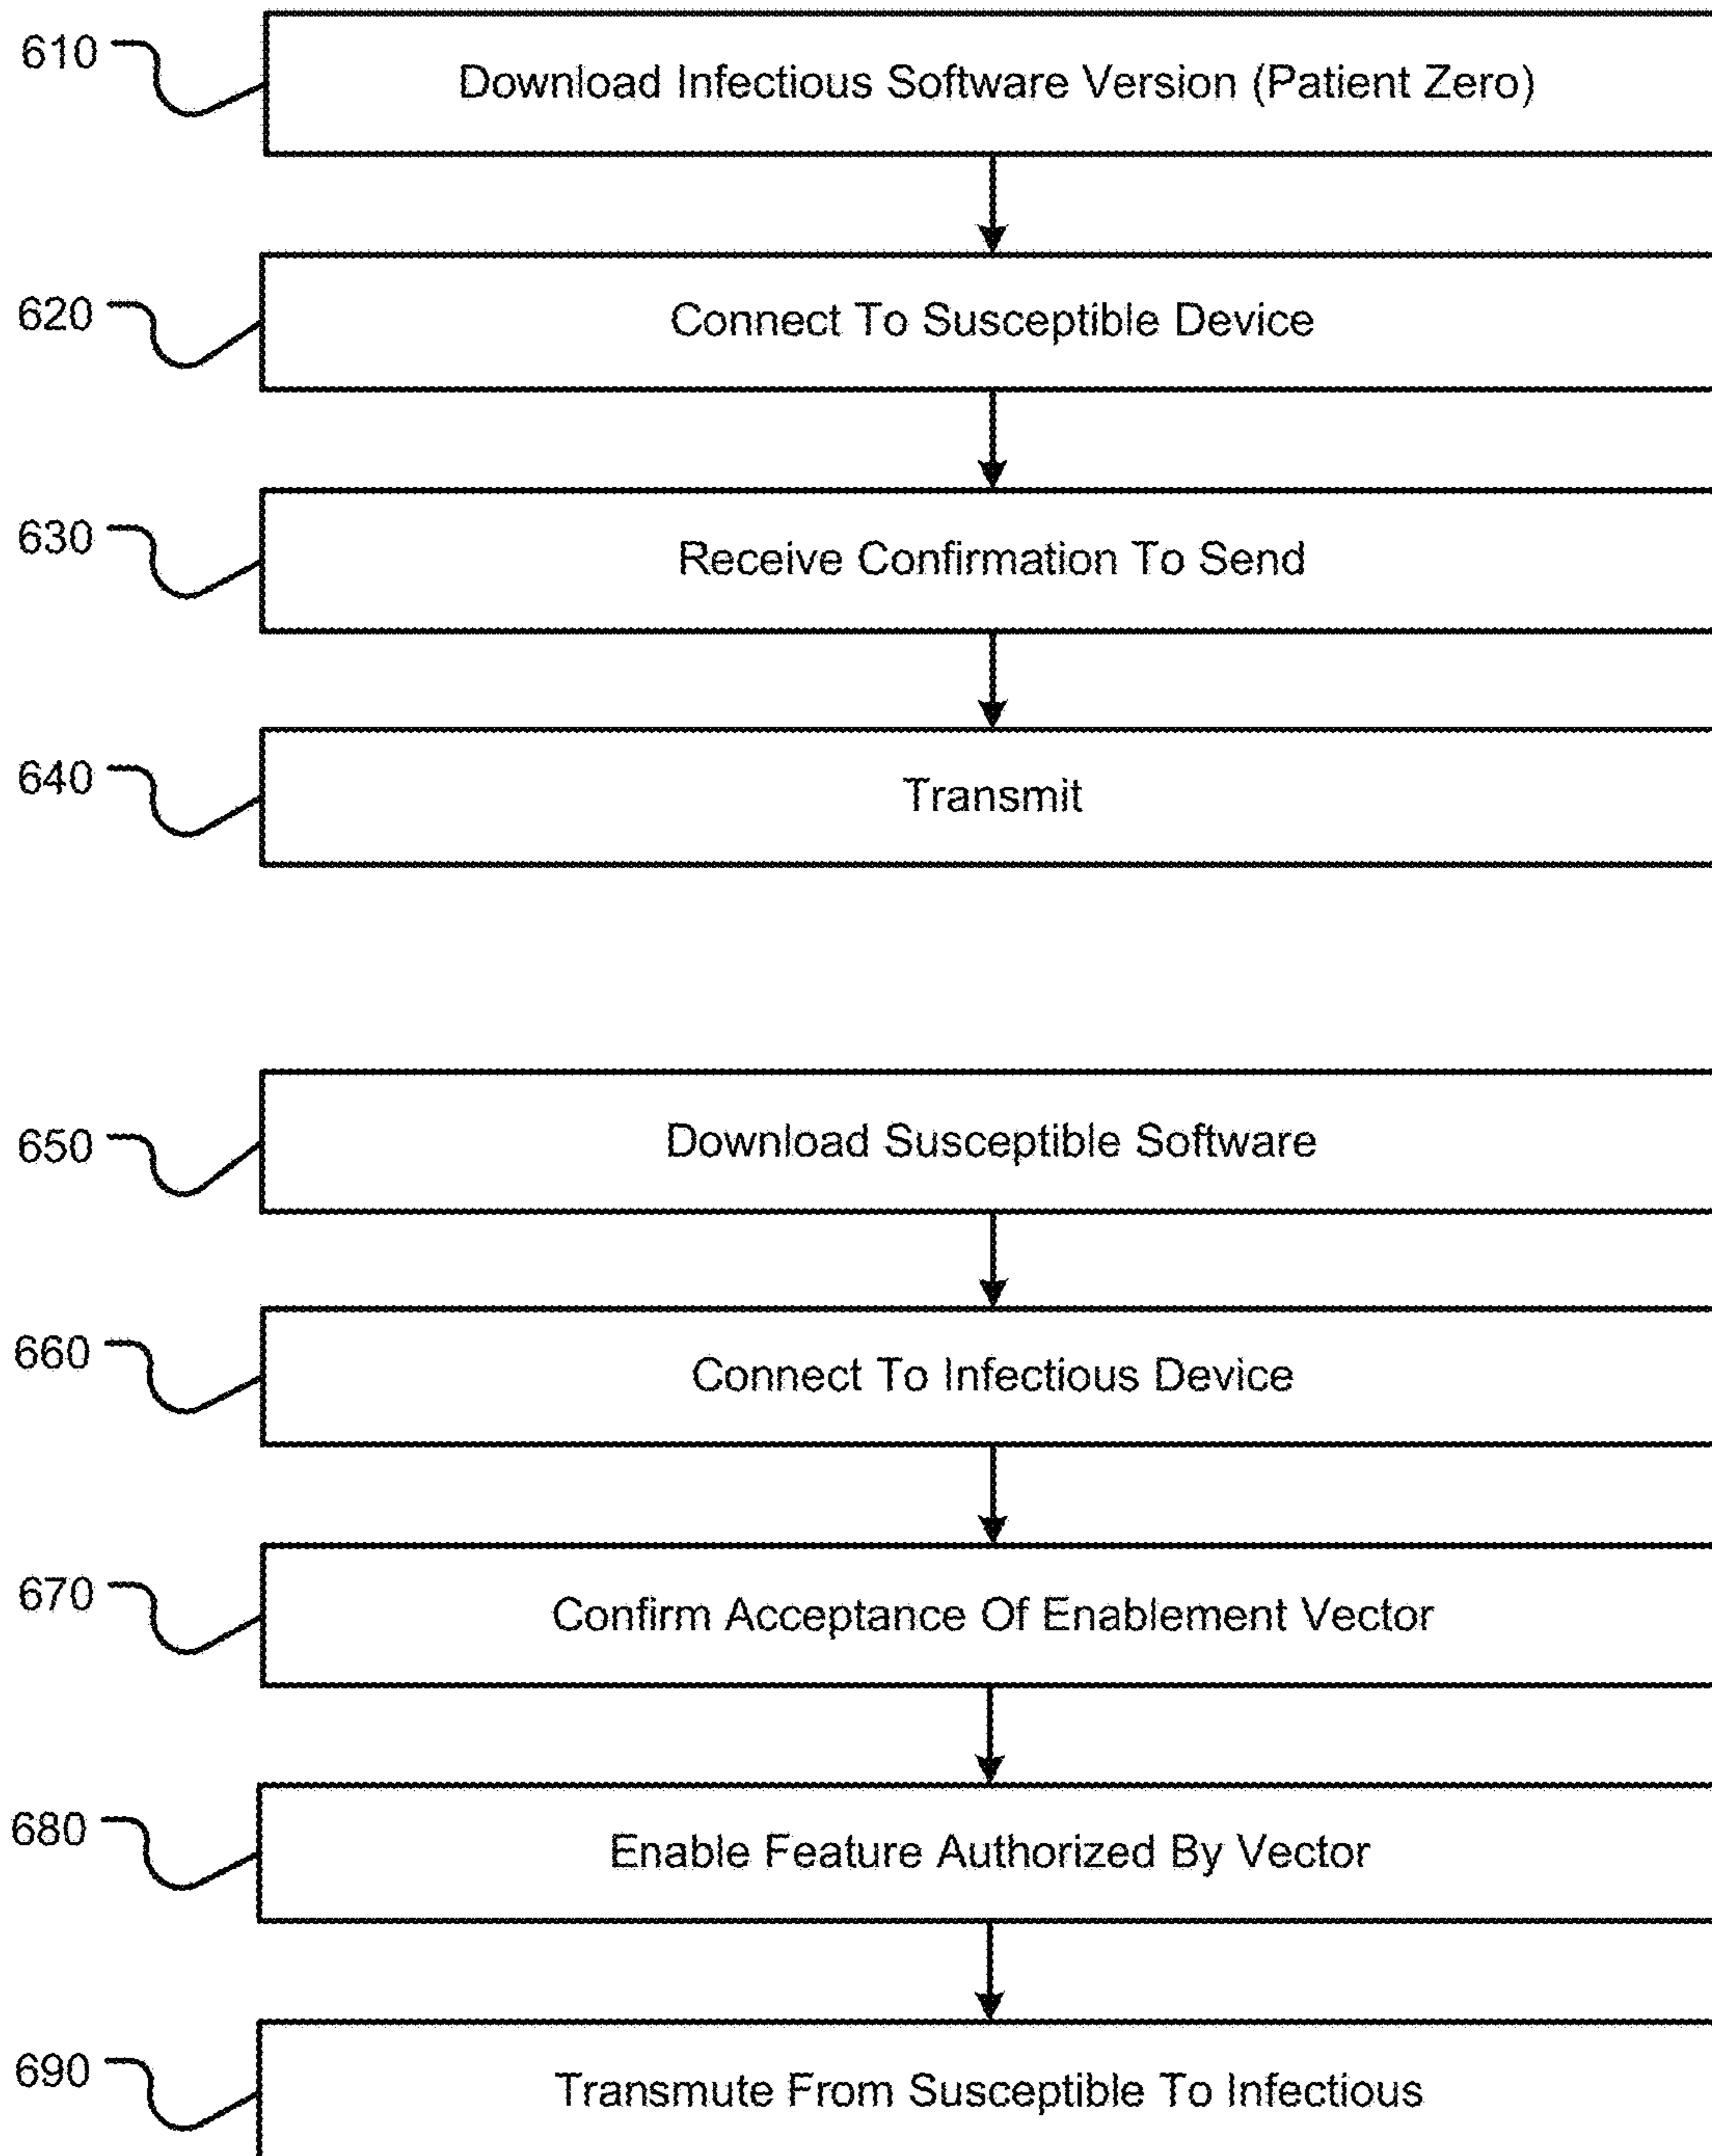 610
Download Infectious Software Version (Patient Zero)
620
Connect To Susceptible Device
630
Receive Confirmation To Send
640
Transmit
650
Download Susceptible Software
660
Connect To Infectious Device
670
Confirm Acceptance Of Enablement Vector
680
Enable Feature Authorized By Vector
690
Transmute From Susceptible To Infectious